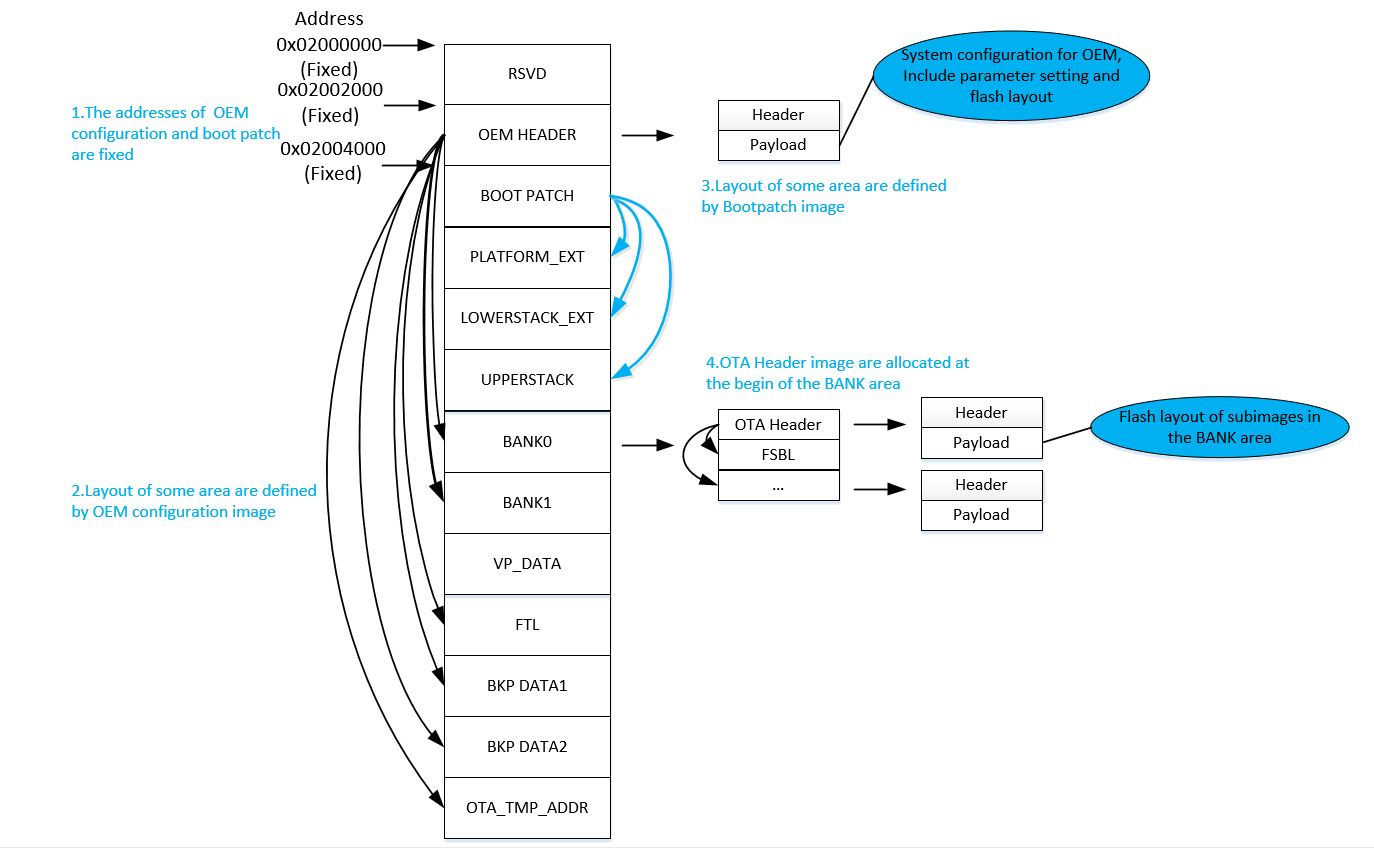 Address
0x02000000
(Fixed)
0x02002000
(Fixed)
0x02004000
(Fixed)
1.The addresses of  OEM
configuration and boot patch
are fixed
2.Layout of some area are defined
by OEM configuration image
RSVD
OEM HEADER
BOOT PATCH
PLATFORM_EXT
LOWERSTACK_EXT
UPPERSTACK
BANK0
BANK1
VP_DATA
FTL
BKP DATA1
BKP DATA2
OTA_TMP_ADDR
Header
Payload
System configuration for OEM,
Include parameter setting and
flash layout
3.Layout of some area are defined
by Bootpatch image
4.OTA Header image are allocated at
the begin of the BANK area
OTA Header
FSBL
...
Header
Payload
Flash layout of subimages in
the BANK area
Header
Payload